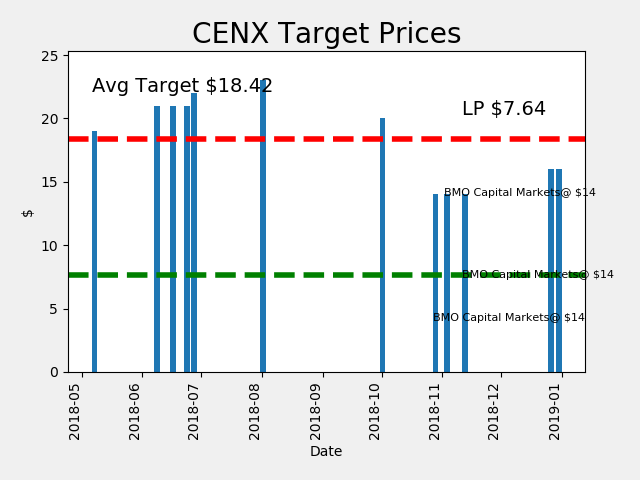 CENX Target Prices
25
Avg Target $18.42
LP $7.64
20
15
BMO Capital Markets@ $14
10
BMO Capital Markets@ $14
5
BMO Capital Markets@ $14
0
$
2018-05
2018-06
2018-07
2018-08
2018-09
2018-10
2018-11
2018-12
2019-01
Date